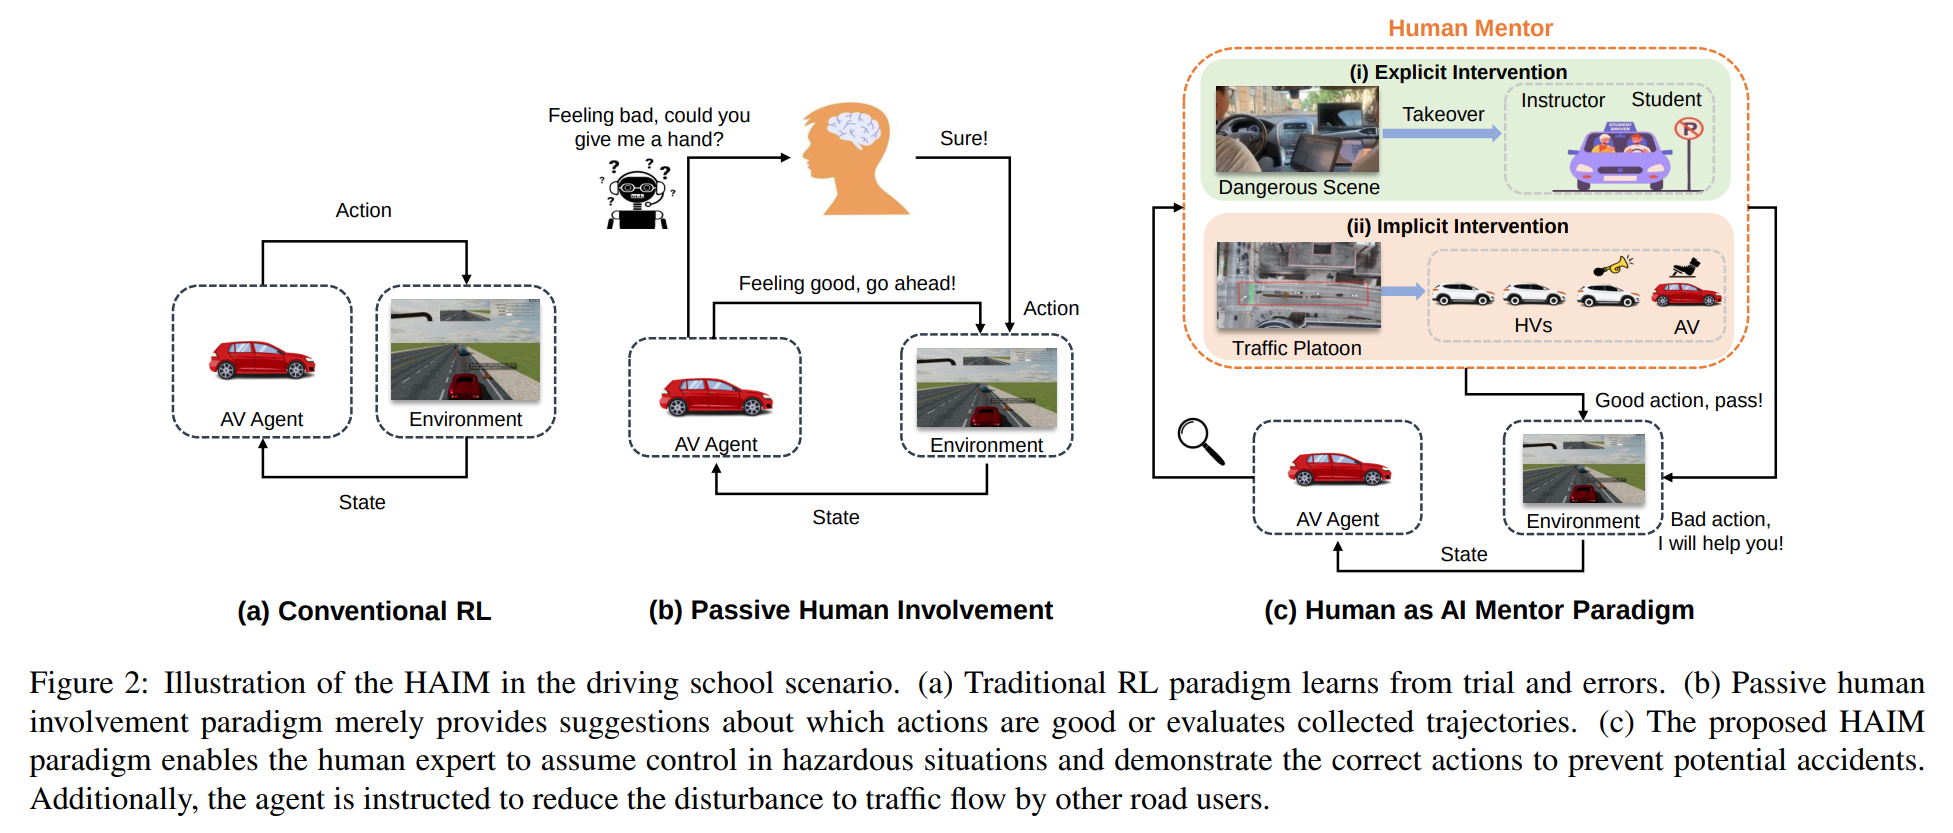 Action
AV Agent
Environment
State
(a) Conventional RL
Feeling bad, could you
give me a hand?
Sure!
Feeling good, go ahead!
Action
AV Agent
Environment
State
(b) Passive Human Involvement
Human Mentor
(i) Explicit Intervention
Dangerous Scene
Takeover
Instructor
Student
STUDENT
DRIVER
P
(ii) Implicit Intervention
Traffic Platoon
HVs
AV
Good action, pass!
AV Agent
Environment
Bad action,
I will help you!
State
(c) Human as AI Mentor Paradigm
Figure 2: Illustration of the HAIM in the driving school scenario. (a) Traditional RL paradigm learns from trial and errors. (b) Passive human
involvement paradigm merely provides suggestions about which actions are good or evaluates collected trajectories. (c) The proposed HAIM
paradigm enables the human expert to assume control in hazardous situations and demonstrate the correct actions to prevent potential accidents.
Additionally, the agent is instructed to reduce the disturbance to traffic flow by other road users.